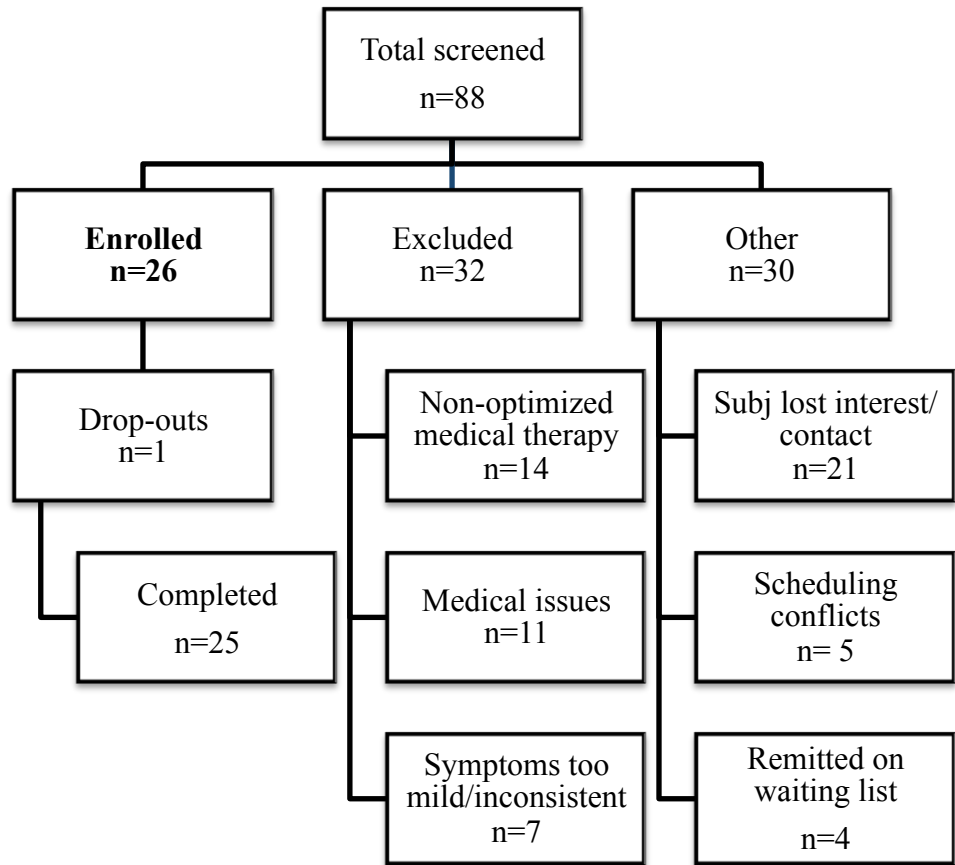 Total screened
n=88
Enrolled
n=26
Excluded
n=32
Other
n=30
Drop-outs
n=1
Completed
n=25
Non-optimized
medical therapy
n=14
Medical issues
n=11
Symptoms too
mild/inconsistent
n=7
Subj lost interest/
contact
n=21
Scheduling
conflicts
n= 5
Remitted on
waiting list
n=4